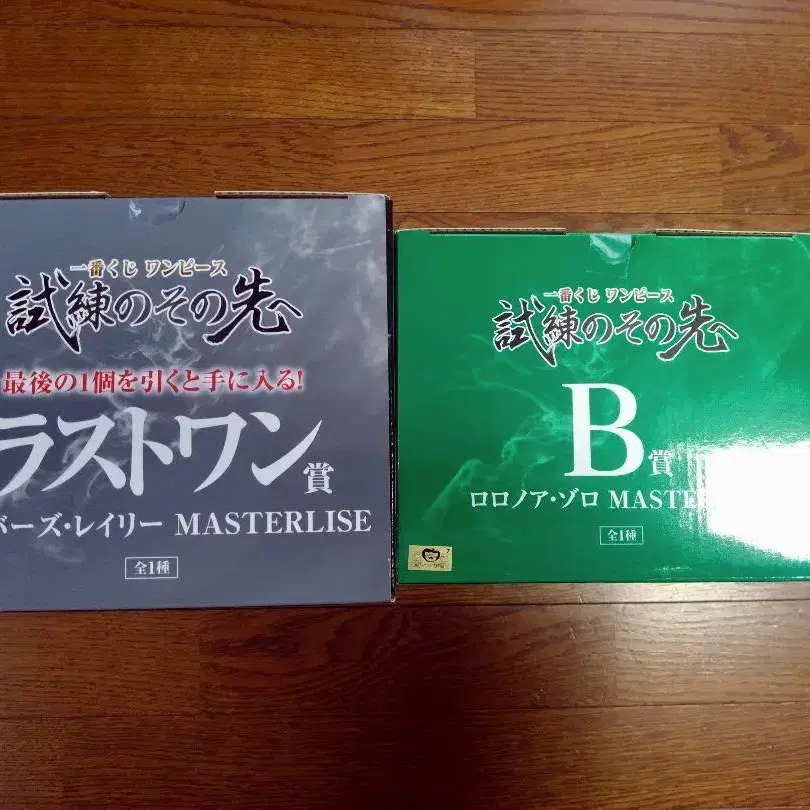 一番くじ ワンピース
試練のその先へ
最後の1個を引くと手に入る!
ラストワン賞
バーズ・レイリー MASTERLISE
全1種
一番くじ ワンピース
試練のその先へ
B賞
ロロノア・ゾロ MASTE
全1種